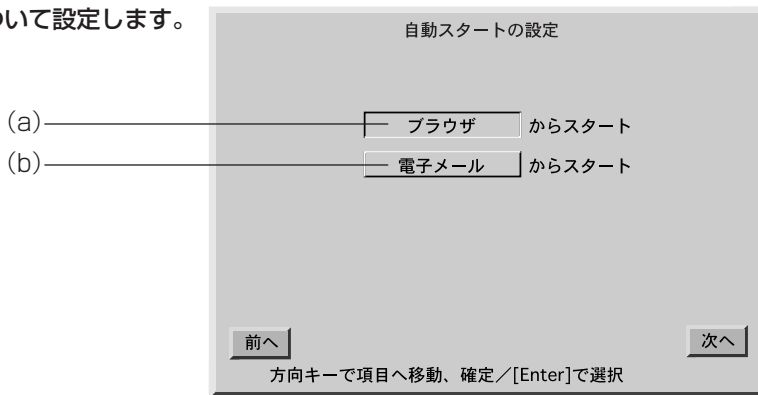 ついて設定します。
自動スタートの設定
(a) ブラウザ からスタート
(b) 電子メール からスタート
前へ 次へ
方向キーで項目へ移動、確定／[Enter]で選択